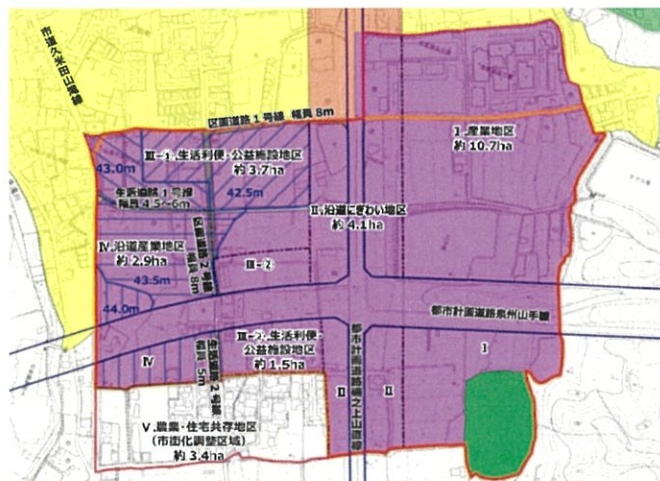 市道久米田山滝線
区画道路1号線 幅員8m
Ⅰ.産業地区
約10.7ha
Ⅲ-①.生活利便・公益施設地区
約3.7ha
43.0m
生活道路1号線
幅員4.5~6m
42.5m
Ⅱ.沿道にぎわい地区
約4.1ha
区画道路2号線
幅員8m
Ⅳ.沿道産業地区
約2.9ha
Ⅲ-②
43.5m
44.0m
都市計画道路泉州山手線
Ⅳ
生活道路2号線
幅員5m
Ⅲ-②.生活利便・
公益施設地区
約1.5ha
Ⅰ
Ⅱ
都市計画道路磯之上山直線
Ⅱ
Ⅴ.農業・住宅共存地区
(市街化調整区域)
約3.4ha